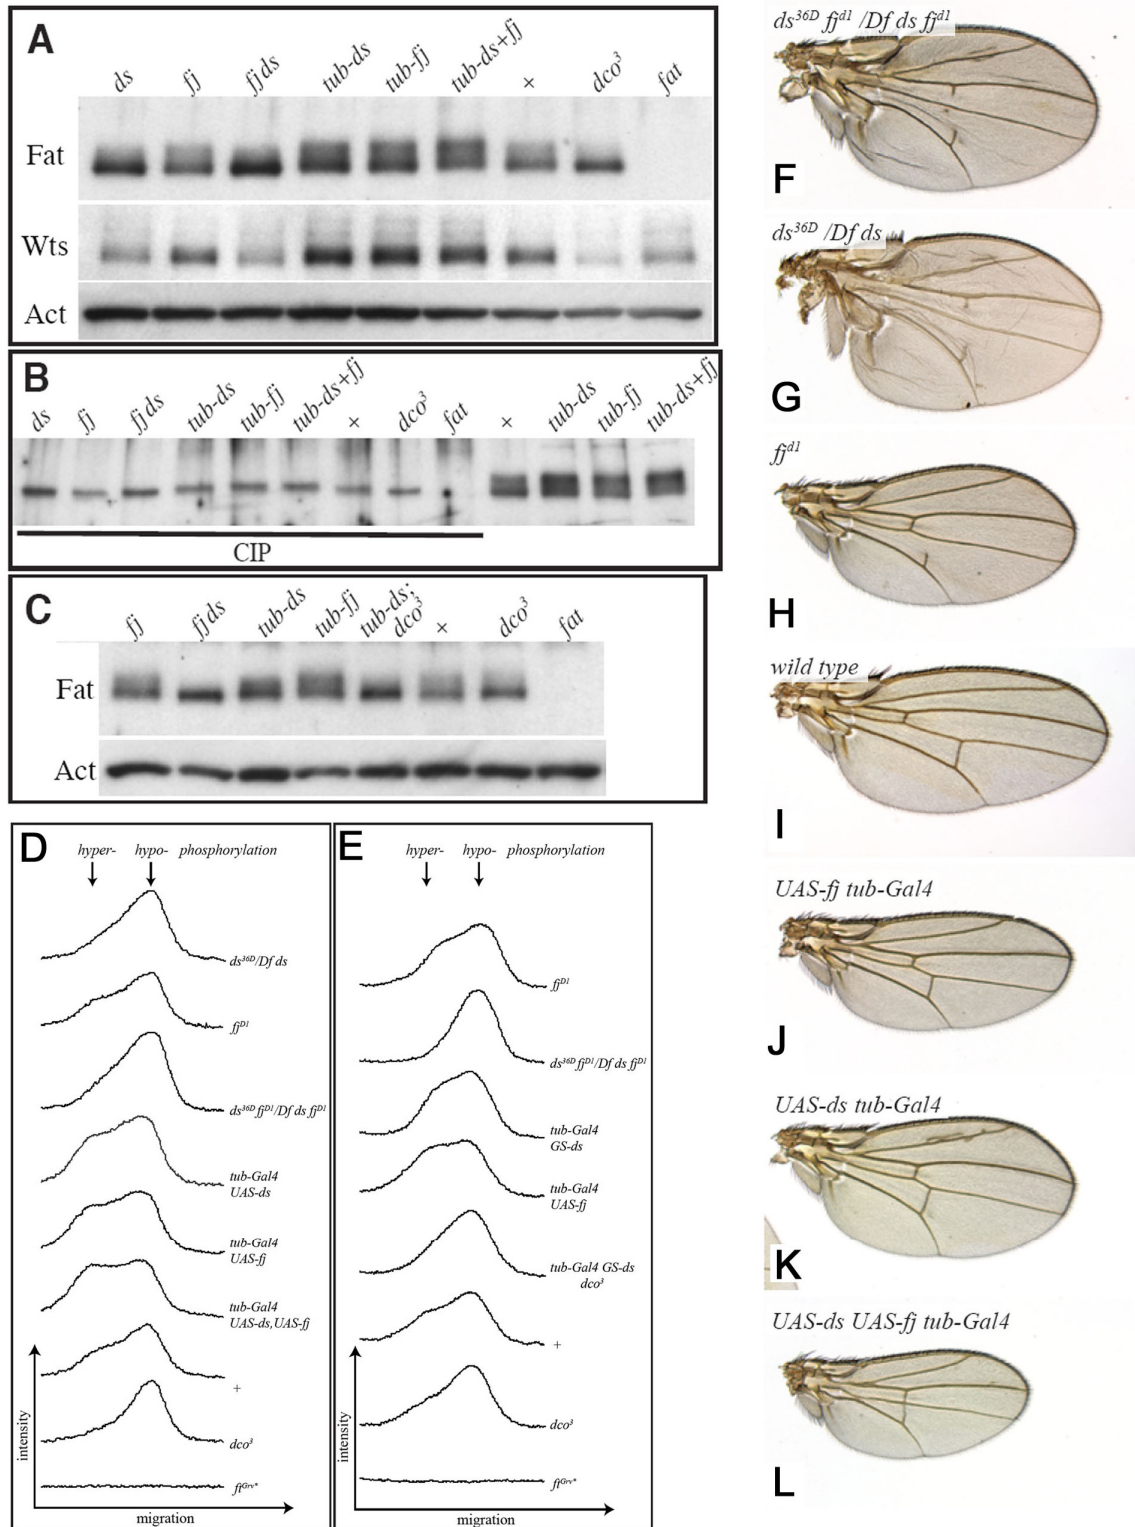 A
ds fj fj ds tub-ds tub-fj tub-ds+fj + dco³ fat
Fat
Wts
Act
B
ds fj fj ds tub-ds tub-fj tub-ds+fj + dco³ fat + tub-ds tub-fj tub-ds+fj
CIP
C
fj fj ds tub-ds tub-fj tub-ds; dco³ + dco³ fat
Fat
Act
D
hyper- hypo- phosphorylation
ds³⁶ᴰ/Df ds
fjᴰ¹
ds³⁶ᴰ fjᴰ¹/Df ds fjᴰ¹
tub-Gal4
UAS-ds
tub-Gal4
UAS-fj
tub-Gal4
UAS-ds,UAS-fj
+
dco³
ftᴳʳᵛ*
intensity
migration
E
hyper- hypo- phosphorylation
fjᴰ¹
ds³⁶ᴰ fjᴰ¹/Df ds fjᴰ¹
tub-Gal4
GS-ds
tub-Gal4
UAS-fj
tub-Gal4 GS-ds
dco³
+
dco³
ftᴳʳᵛ*
intensity
migration
ds³⁶ᴰ fjᵈ¹ /Df ds fjᵈ¹
F
ds³⁶ᴰ /Df ds
G
fjᵈ¹
H
wild type
I
UAS-fj tub-Gal4
J
UAS-ds tub-Gal4
K
UAS-ds UAS-fj tub-Gal4
L